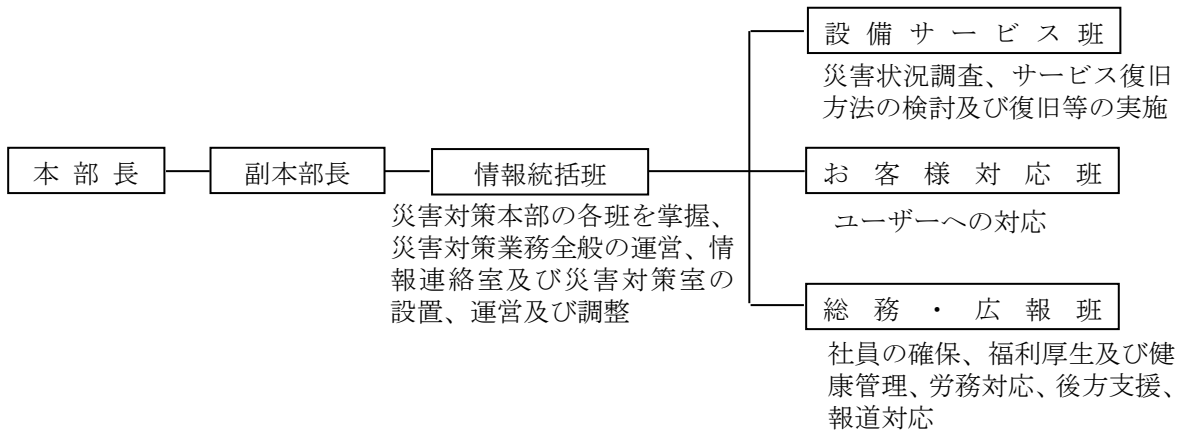 本部長
副本部長
情報統括班
災害対策本部の各班を掌握、
災害対策業務全般の運営、情
報連絡室及び災害対策室の
設置、運営及び調整
設備サービス班
災害状況調査、サービス復旧
方法の検討及び復旧等の実施
お客様対応班
ユーザーへの対応
総務・広報班
社員の確保、福利厚生及び健
康管理、労務対応、後方支援、
報道対応